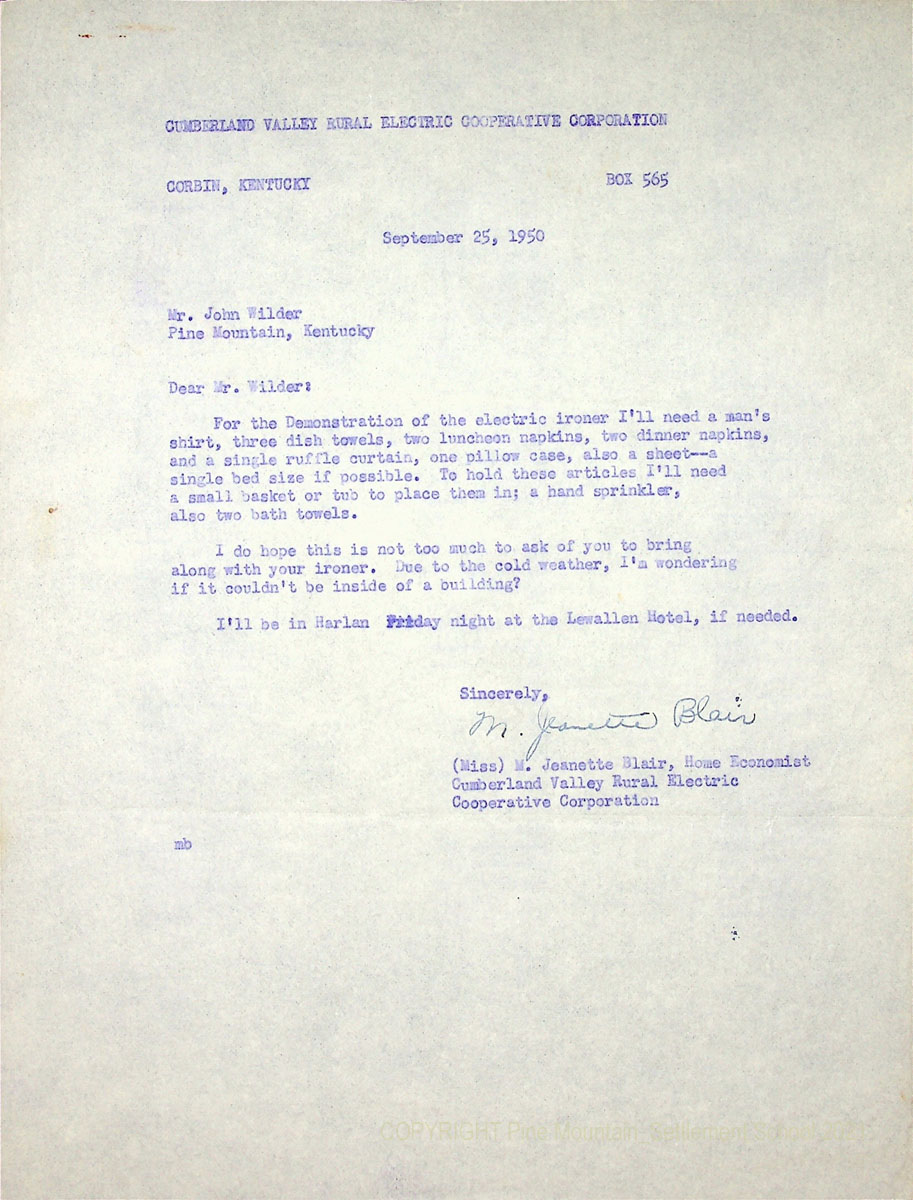 CUMBERLAND VALLEY RURAL ELECTRIC COOPERATIVE CORPORATION
CORBIN, KENTUCKY BOX 565
September 25, 1950
Mr. John Wilder
Pine Mountain, Kentucky
Dear Mr. Wilder:
For the Demonstration of the electric ironer I'll need a man's
shirt, three dish towels, two luncheon napkins, two dinner napkins,
and a single ruffle curtain, one pillow case, also a sheet--a
single bed size if possible. To hold these articles I'll need
a small basket or tub to place them in; a hand sprinkler,
also two bath towels.
I do hope this is not too much to ask of you to bring
along with your ironer. Due to the cold weather, I'm wondering
if it couldn't be inside of a building?
I'll be in Harlan Friday night at the Lewallen Hotel, if needed.
Sincerely,
M. Jeanette Blair
(Miss) M. Jeanette Blair, Home Economist
Cumberland Valley Rural Electric
Cooperative Corporation
mb
COPYRIGHT Pine Mountain Settlement School